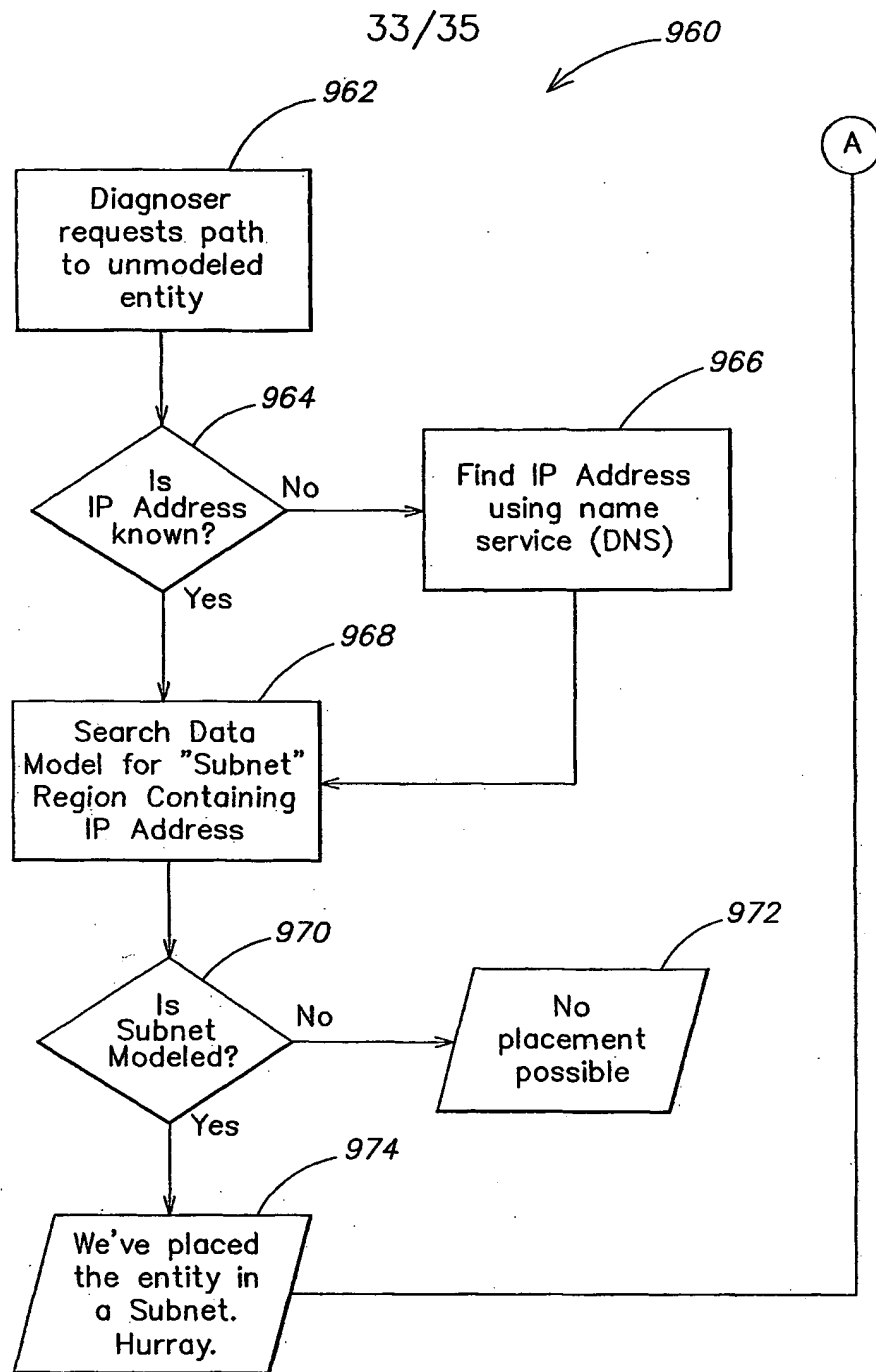 33/35
960
962
A
Diagnoser
requests path
to unmodeled
entity
964
966
Is
IP Address
known?
No
Find IP Address
using name
service (DNS)
Yes
968
Search Data
Model for "Subnet"
Region Containing
IP Address
970
972
Is
Subnet
Modeled?
No
No
placement
possible
Yes
974
We've placed
the entity in
a Subnet.
Hurray.